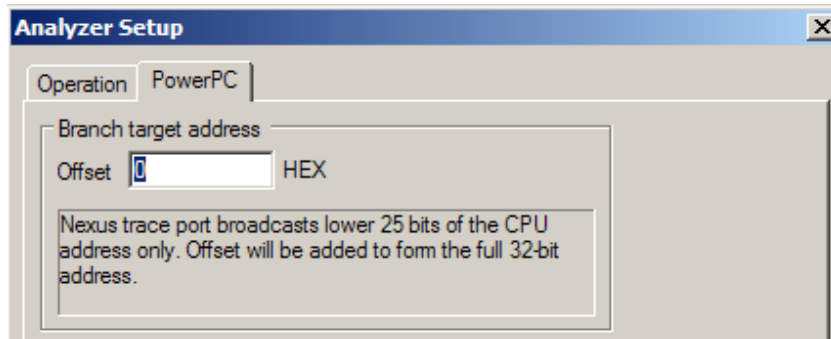 Analyzer Setup
Operation PowerPC
Branch target address
Offset 0 HEX
Nexus trace port broadcasts lower 25 bits of the CPU
address only. Offset will be added to form the full 32-bit
address.